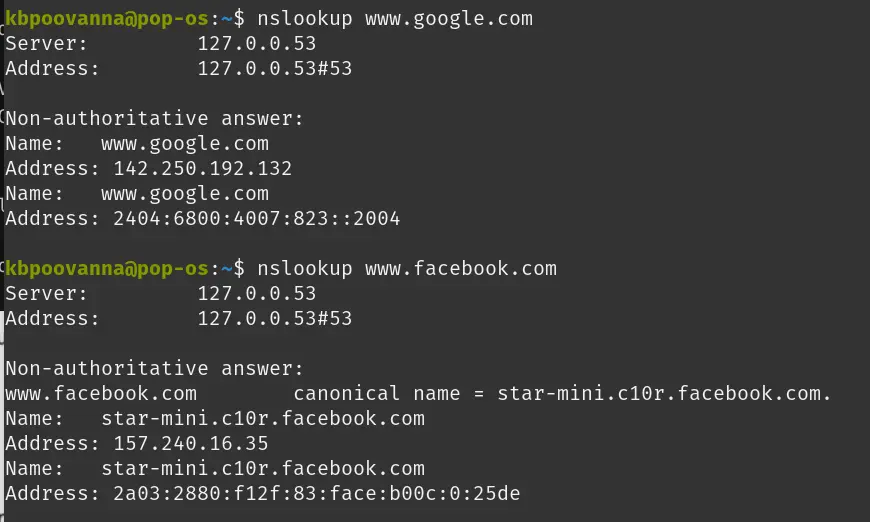 kbpoovanna@pop-os:~$ nslookup www.google.com
Server:         127.0.0.53
Address:        127.0.0.53#53
Non-authoritative answer:
Name:   www.google.com
Address: 142.250.192.132
Name:   www.google.com
Address: 2404:6800:4007:823::2004
kbpoovanna@pop-os:~$ nslookup www.facebook.com
Server:         127.0.0.53
Address:        127.0.0.53#53
Non-authoritative answer:
www.facebook.com        canonical name = star-mini.c10r.facebook.com.
Name:   star-mini.c10r.facebook.com
Address: 157.240.16.35
Name:   star-mini.c10r.facebook.com
Address: 2a03:2880:f12f:83:face:b00c:0:25de